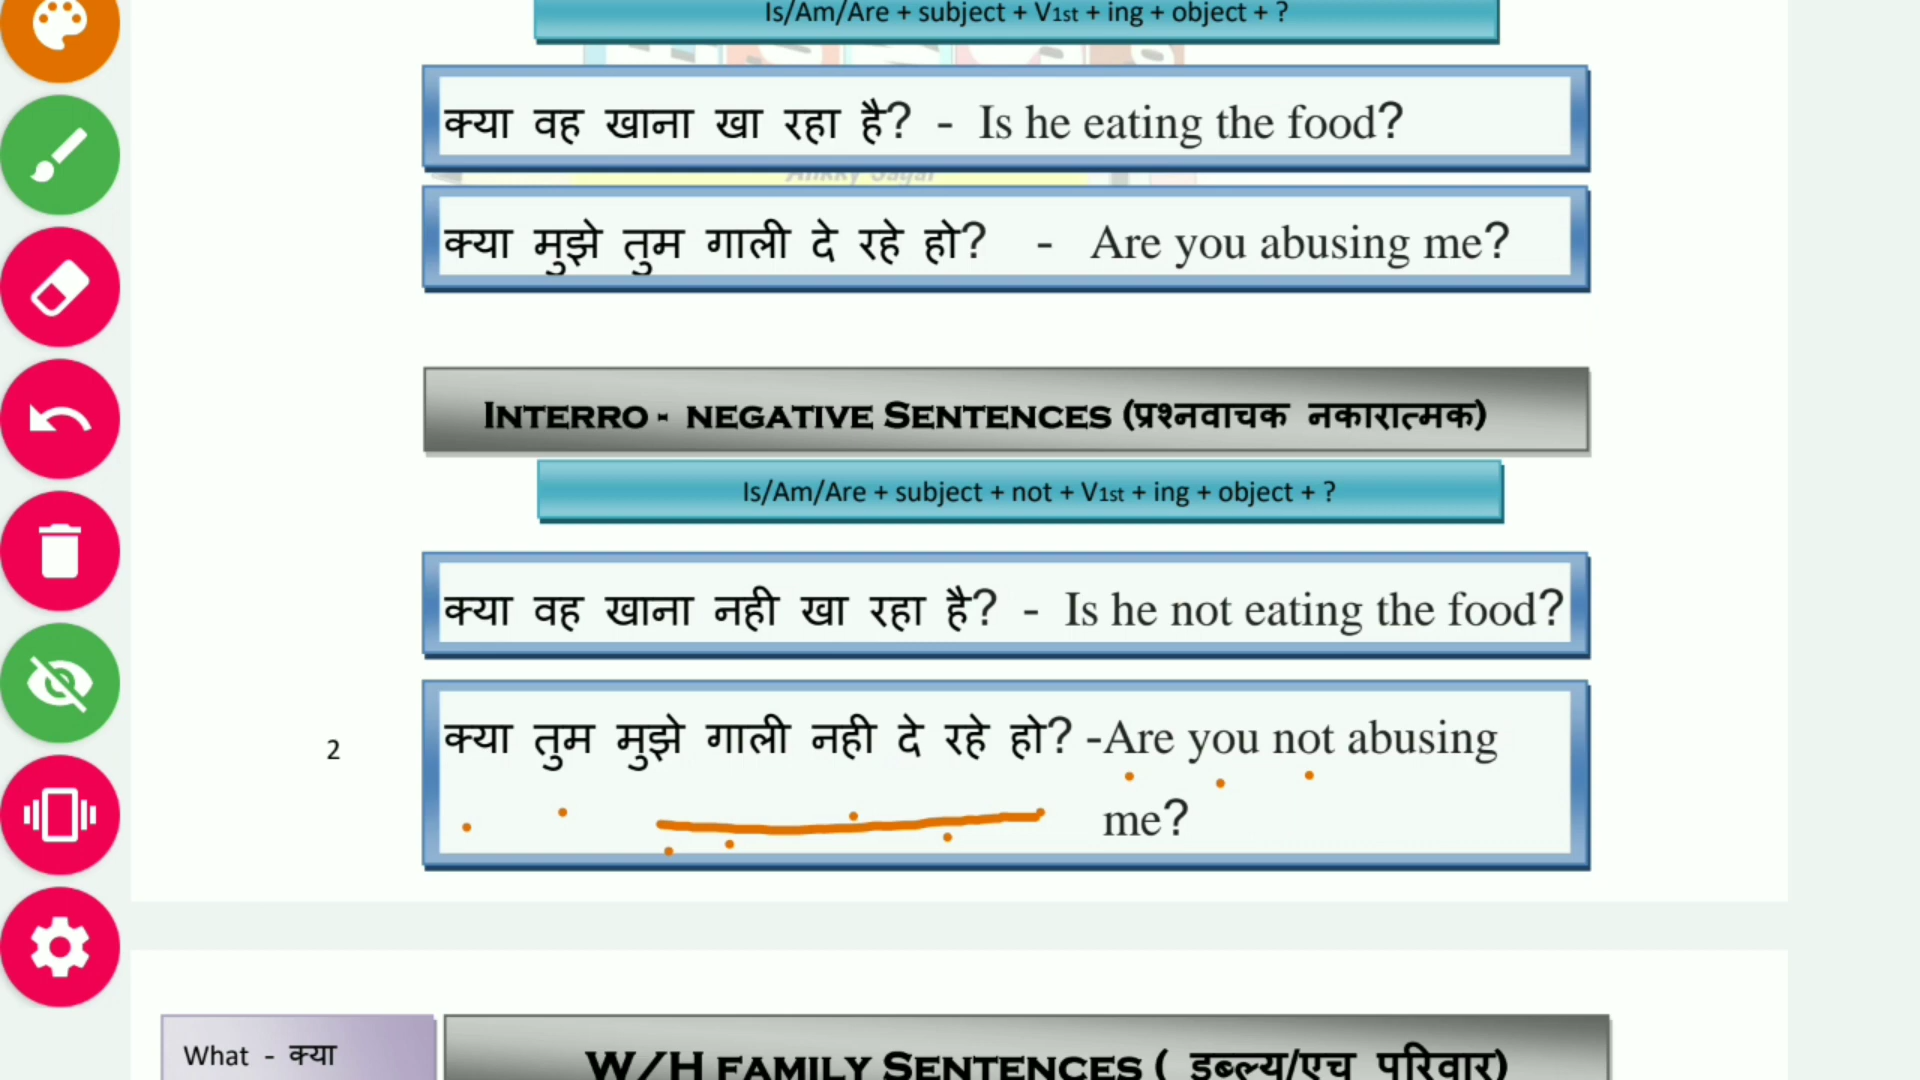 Is/Am/Are + subject + V1st + ing + object + ?
क्या वह खाना खा रहा है? - Is he eating the food?
क्या मुझे तुम गाली दे रहे हो? - Are you abusing me?
INTERRO - NEGATIVE SENTENCES (प्रश्नवाचक नकारात्मक)
Is/Am/Are + subject + not + V1st + ing + object + ?
क्या वह खाना नही खा रहा है? - Is he not eating the food?
क्या तुम मुझे गाली नही दे रहे हो? -Are you not abusing
2
me?
What - क्या
W/H FAMILY SENTENCES ( डब्ल्य/एच परिवार)